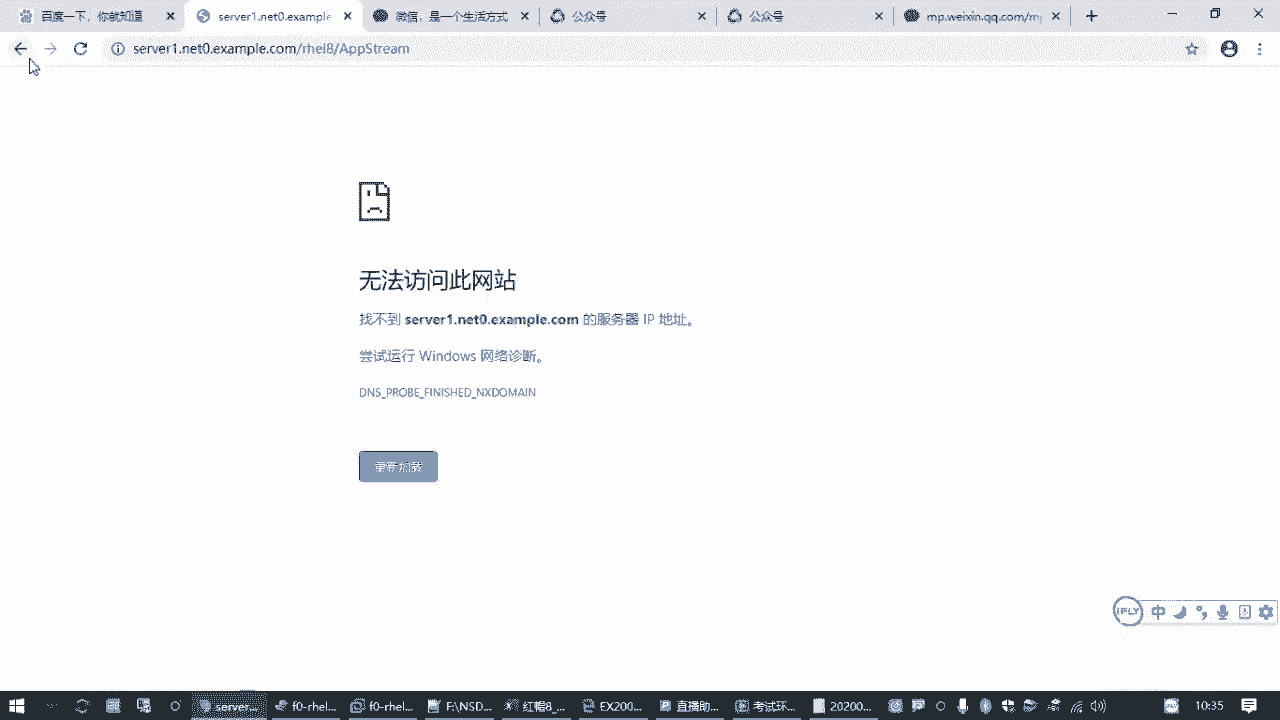 百度一下，你就知道
server1.net0.example
微信，是一个生活方式
公众号
公众号
mp.weixin.qq.com/m
server1.net0.example.com/rhel8/AppStream
无法访问此网站
找不到 server1.net0.example.com 的服务器 IP 地址。
尝试运行 Windows 网络诊断。
DNS_PROBE_FINISHED_NXDOMAIN
重新加载
iFLY 中
server... f0-rhel... f0-rhel... F:\NSD... 红帽8_... EX200... 直播助... 考试环... 20200... 10:35